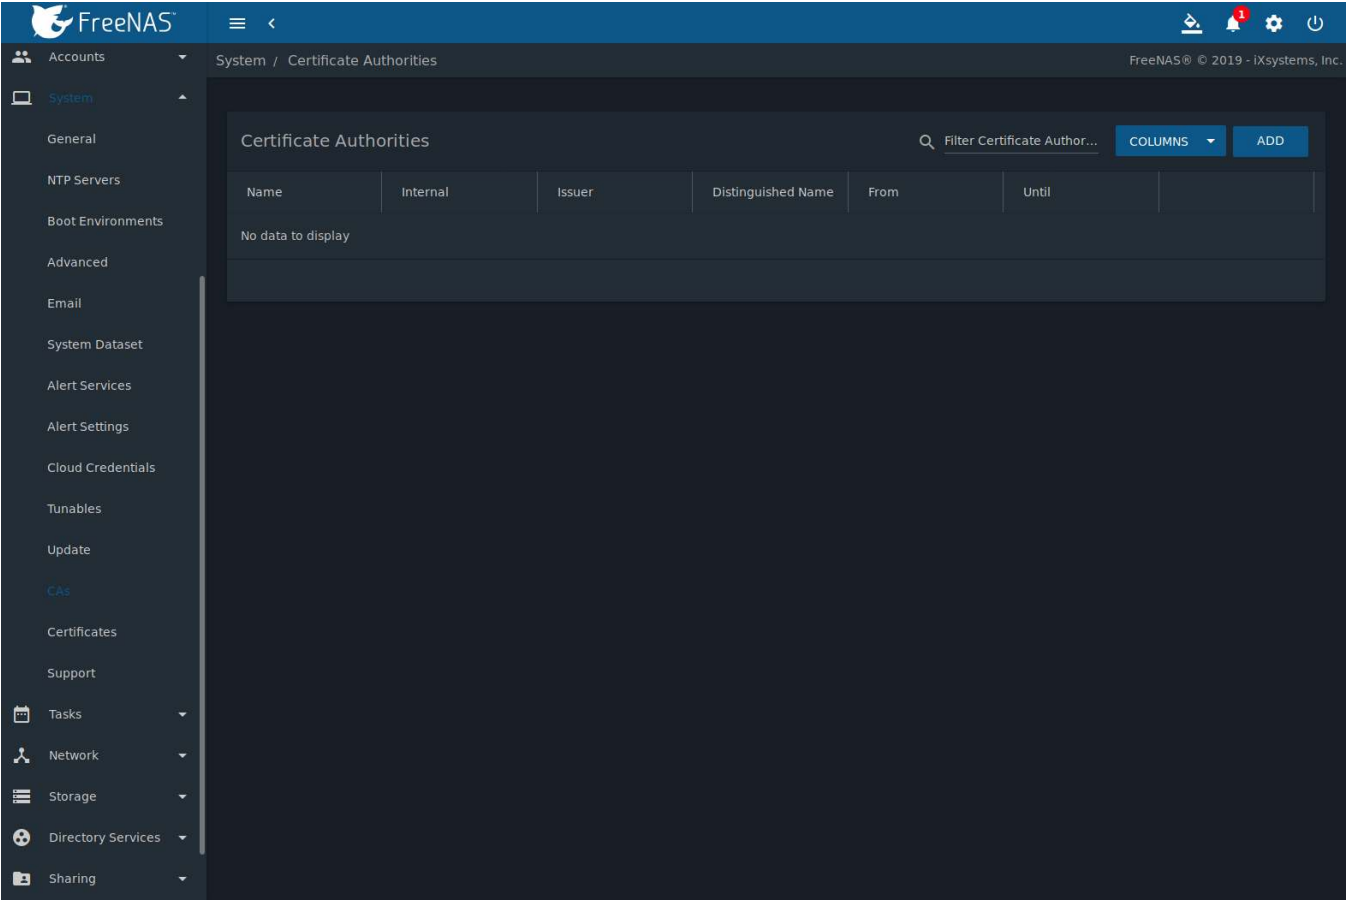 FreeNAS™
1
System / Certificate Authorities
FreeNAS® © 2019 - iXsystems, Inc.
Accounts
System
General
NTP Servers
Boot Environments
Advanced
Email
System Dataset
Alert Services
Alert Settings
Cloud Credentials
Tunables
Update
CAs
Certificates
Support
Tasks
Network
Storage
Directory Services
Sharing
Certificate Authorities
Filter Certificate Author...
COLUMNS
ADD
Name Internal Issuer Distinguished Name From Until
No data to display